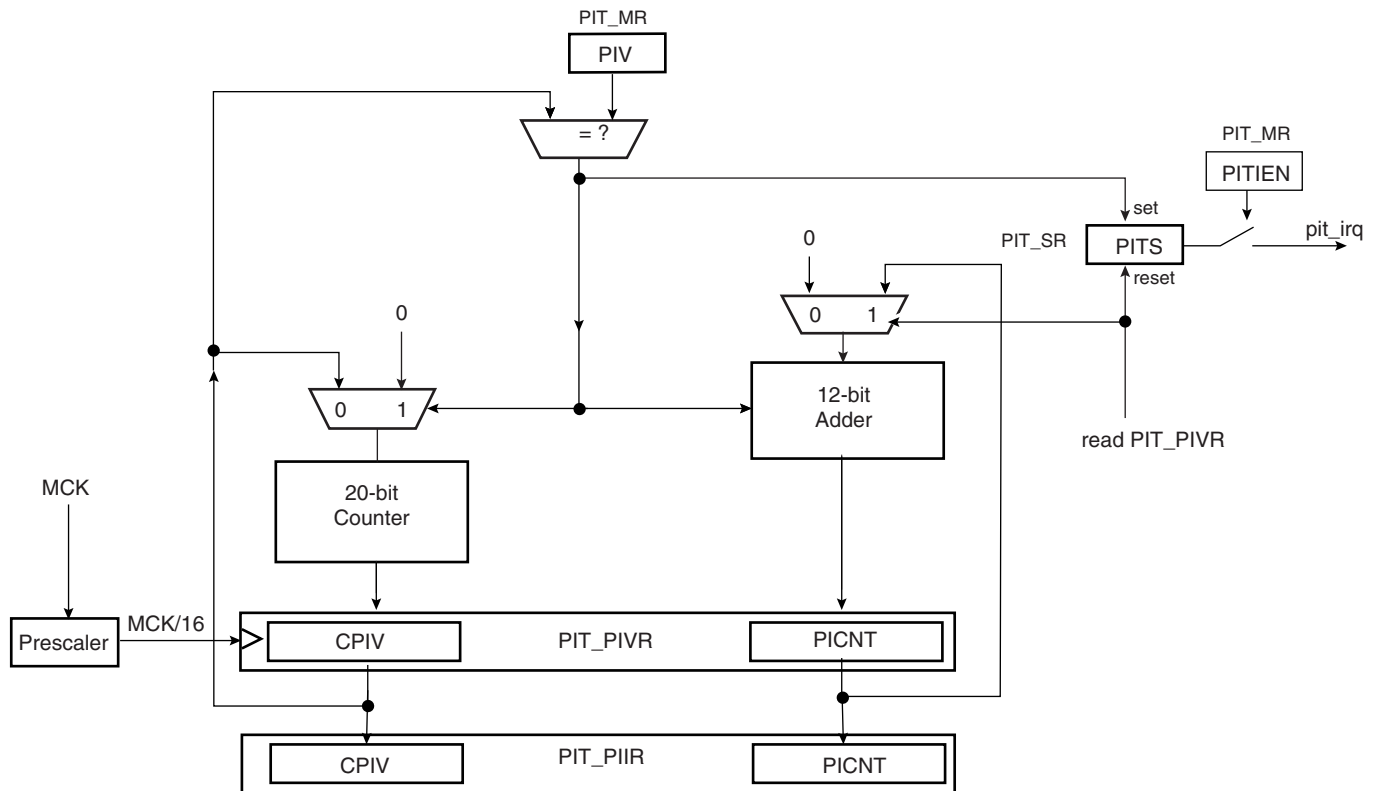 PIT_MR
PIV
= ?
PIT_MR
PITIEN
set
PIT_SR
PITS
pit_irq
reset
0
0 1
0
0 1
12-bit
Adder
read PIT_PIVR
20-bit
Counter
MCK
Prescaler
MCK/16
CPIV
PIT_PIVR
PICNT
CPIV
PIT_PIIR
PICNT